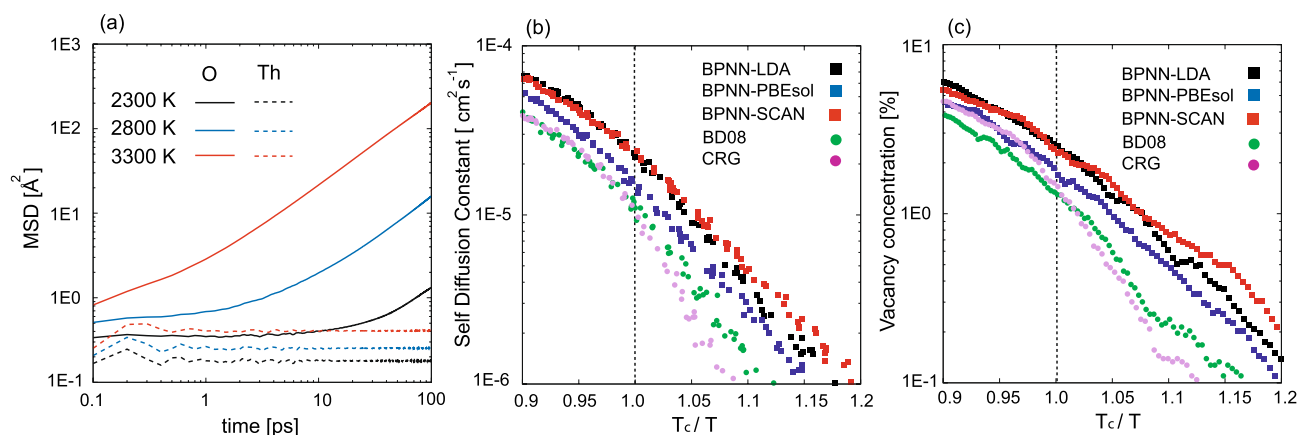 (a)
1E3
1E2
1E1
1E0
1E-1
MSD [Å²]
O Th
2300 K
2800 K
3300 K
0.1 1 10 100
time [ps]
(b)
1E-4
1E-5
1E-6
Self Diffusion Constant [ cm² s⁻¹]
BPNN-LDA
BPNN-PBEsol
BPNN-SCAN
BD08
CRG
0.9 0.95 1.0 1.05 1.1 1.15 1.2
Tc / T
(c)
1E1
1E0
1E-1
Vacancy concentration [%]
BPNN-LDA
BPNN-PBEsol
BPNN-SCAN
BD08
CRG
0.9 0.95 1.0 1.05 1.1 1.15 1.2
Tc / T